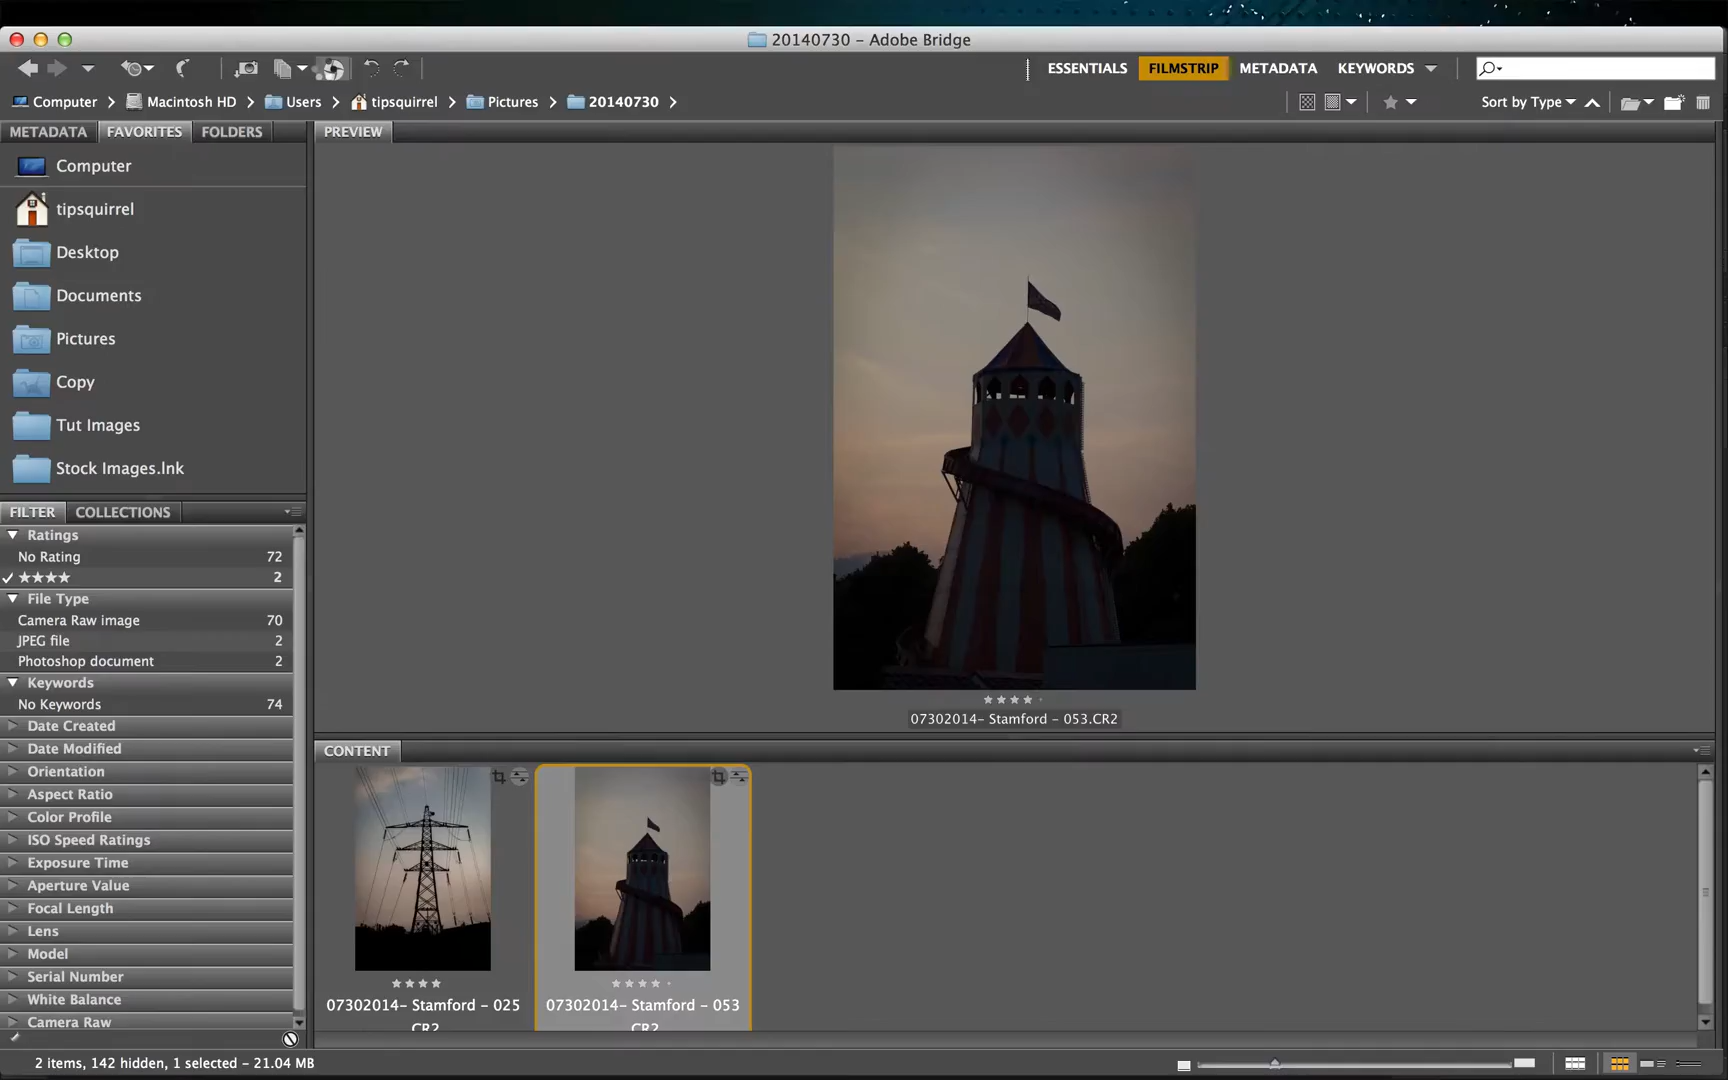 20140730 – Adobe Bridge
ESSENTIALS FILMSTRIP METADATA KEYWORDS
Computer Macintosh HD Users tipsquirrel Pictures 20140730
Sort by Type
METADATA FAVORITES FOLDERS
PREVIEW
Computer
tipsquirrel
Desktop
Documents
Pictures
Copy
Tut Images
Stock Images.lnk
FILTER COLLECTIONS
Ratings
No Rating 72
★★★★ 2
File Type
Camera Raw image 70
JPEG file 2
Photoshop document 2
Keywords
No Keywords 74
Date Created
Date Modified
Orientation
Aspect Ratio
Color Profile
ISO Speed Ratings
Exposure Time
Aperture Value
Focal Length
Lens
Model
Serial Number
White Balance
Camera Raw
07302014– Stamford – 053.CR2
CONTENT
07302014– Stamford – 025
CR2
07302014– Stamford – 053
CR2
2 items, 142 hidden, 1 selected – 21.04 MB